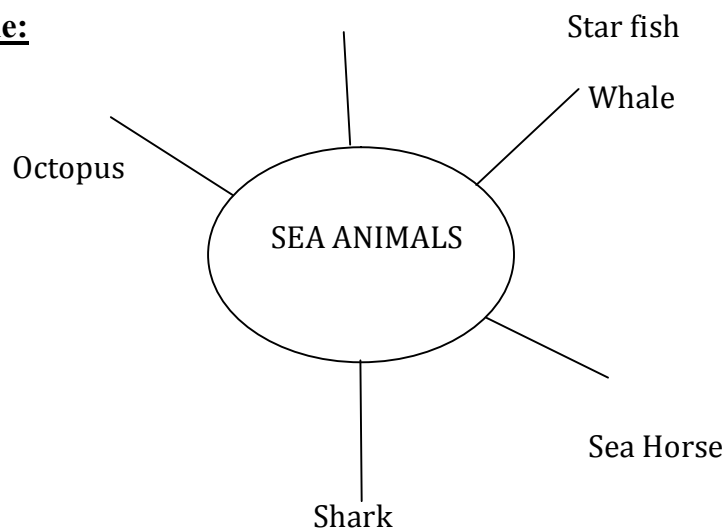 e:
Star fish
Whale
Octopus
SEA ANIMALS
Sea Horse
Shark